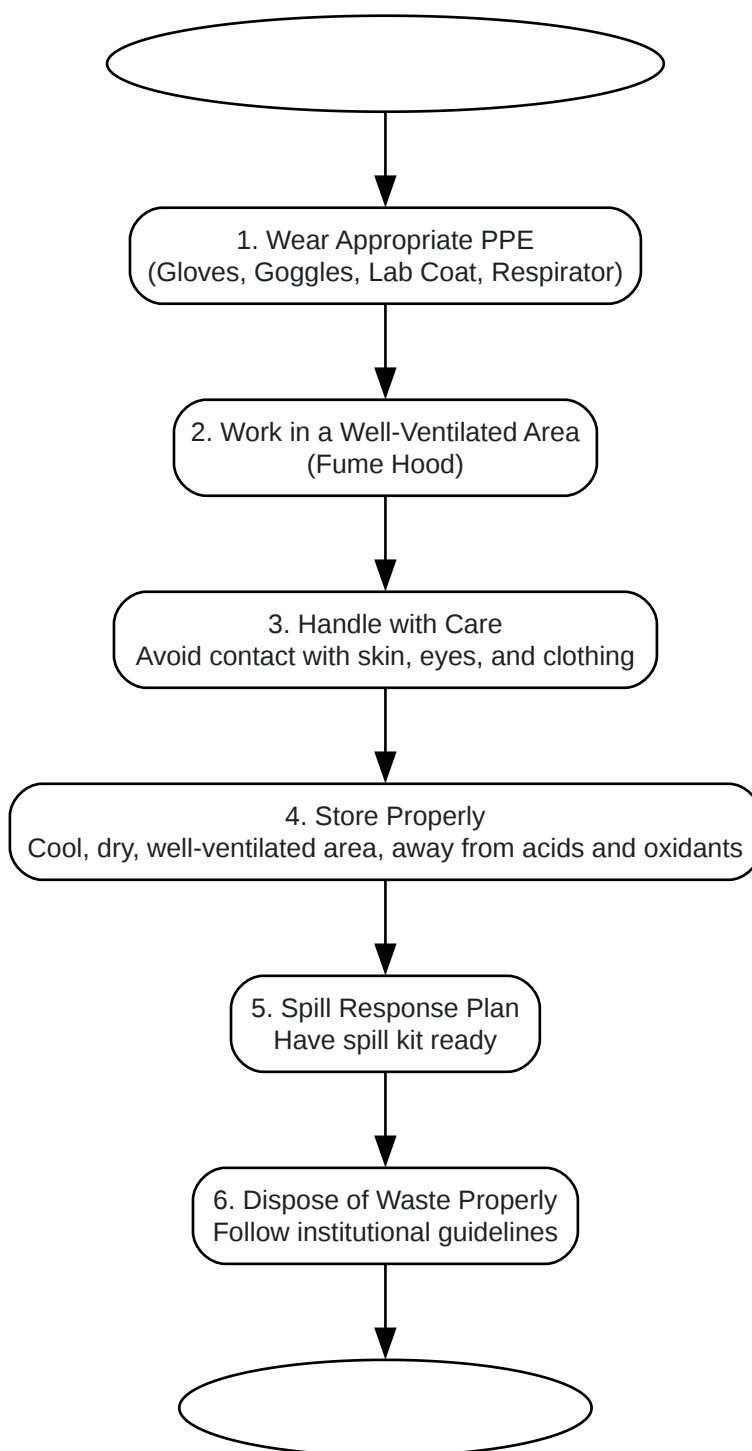 1. Wear Appropriate PPE
(Gloves, Goggles, Lab Coat, Respirator)
2. Work in a Well-Ventilated Area
(Fume Hood)
3. Handle with Care
Avoid contact with skin, eyes, and clothing
4. Store Properly
Cool, dry, well-ventilated area, away from acids and oxidants
5. Spill Response Plan
Have spill kit ready
6. Dispose of Waste Properly
Follow institutional guidelines